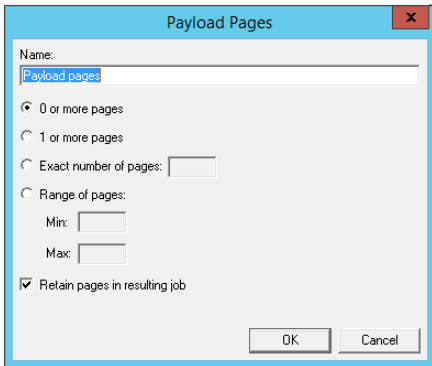 Payload Pages
x
Name:
Payload pages
0 or more pages
1 or more pages
Exact number of pages:
Range of pages:
Min:
Max:
Retain pages in resulting job
OK Cancel